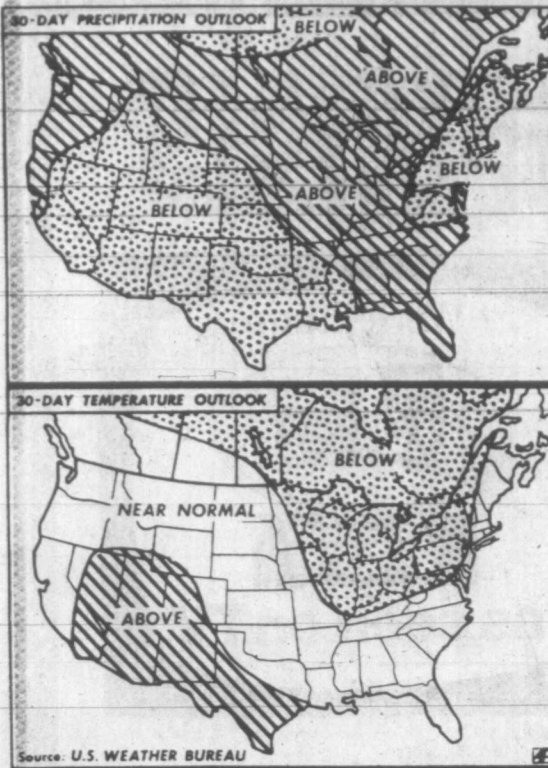 30-DAY PRECIPITATION OUTLOOK
BELOW
ABOVE
BELOW
ABOVE
BELOW
30-DAY TEMPERATURE OUTLOOK
BELOW
NEAR NORMAL
ABOVE
Source: U.S. WEATHER BUREAU